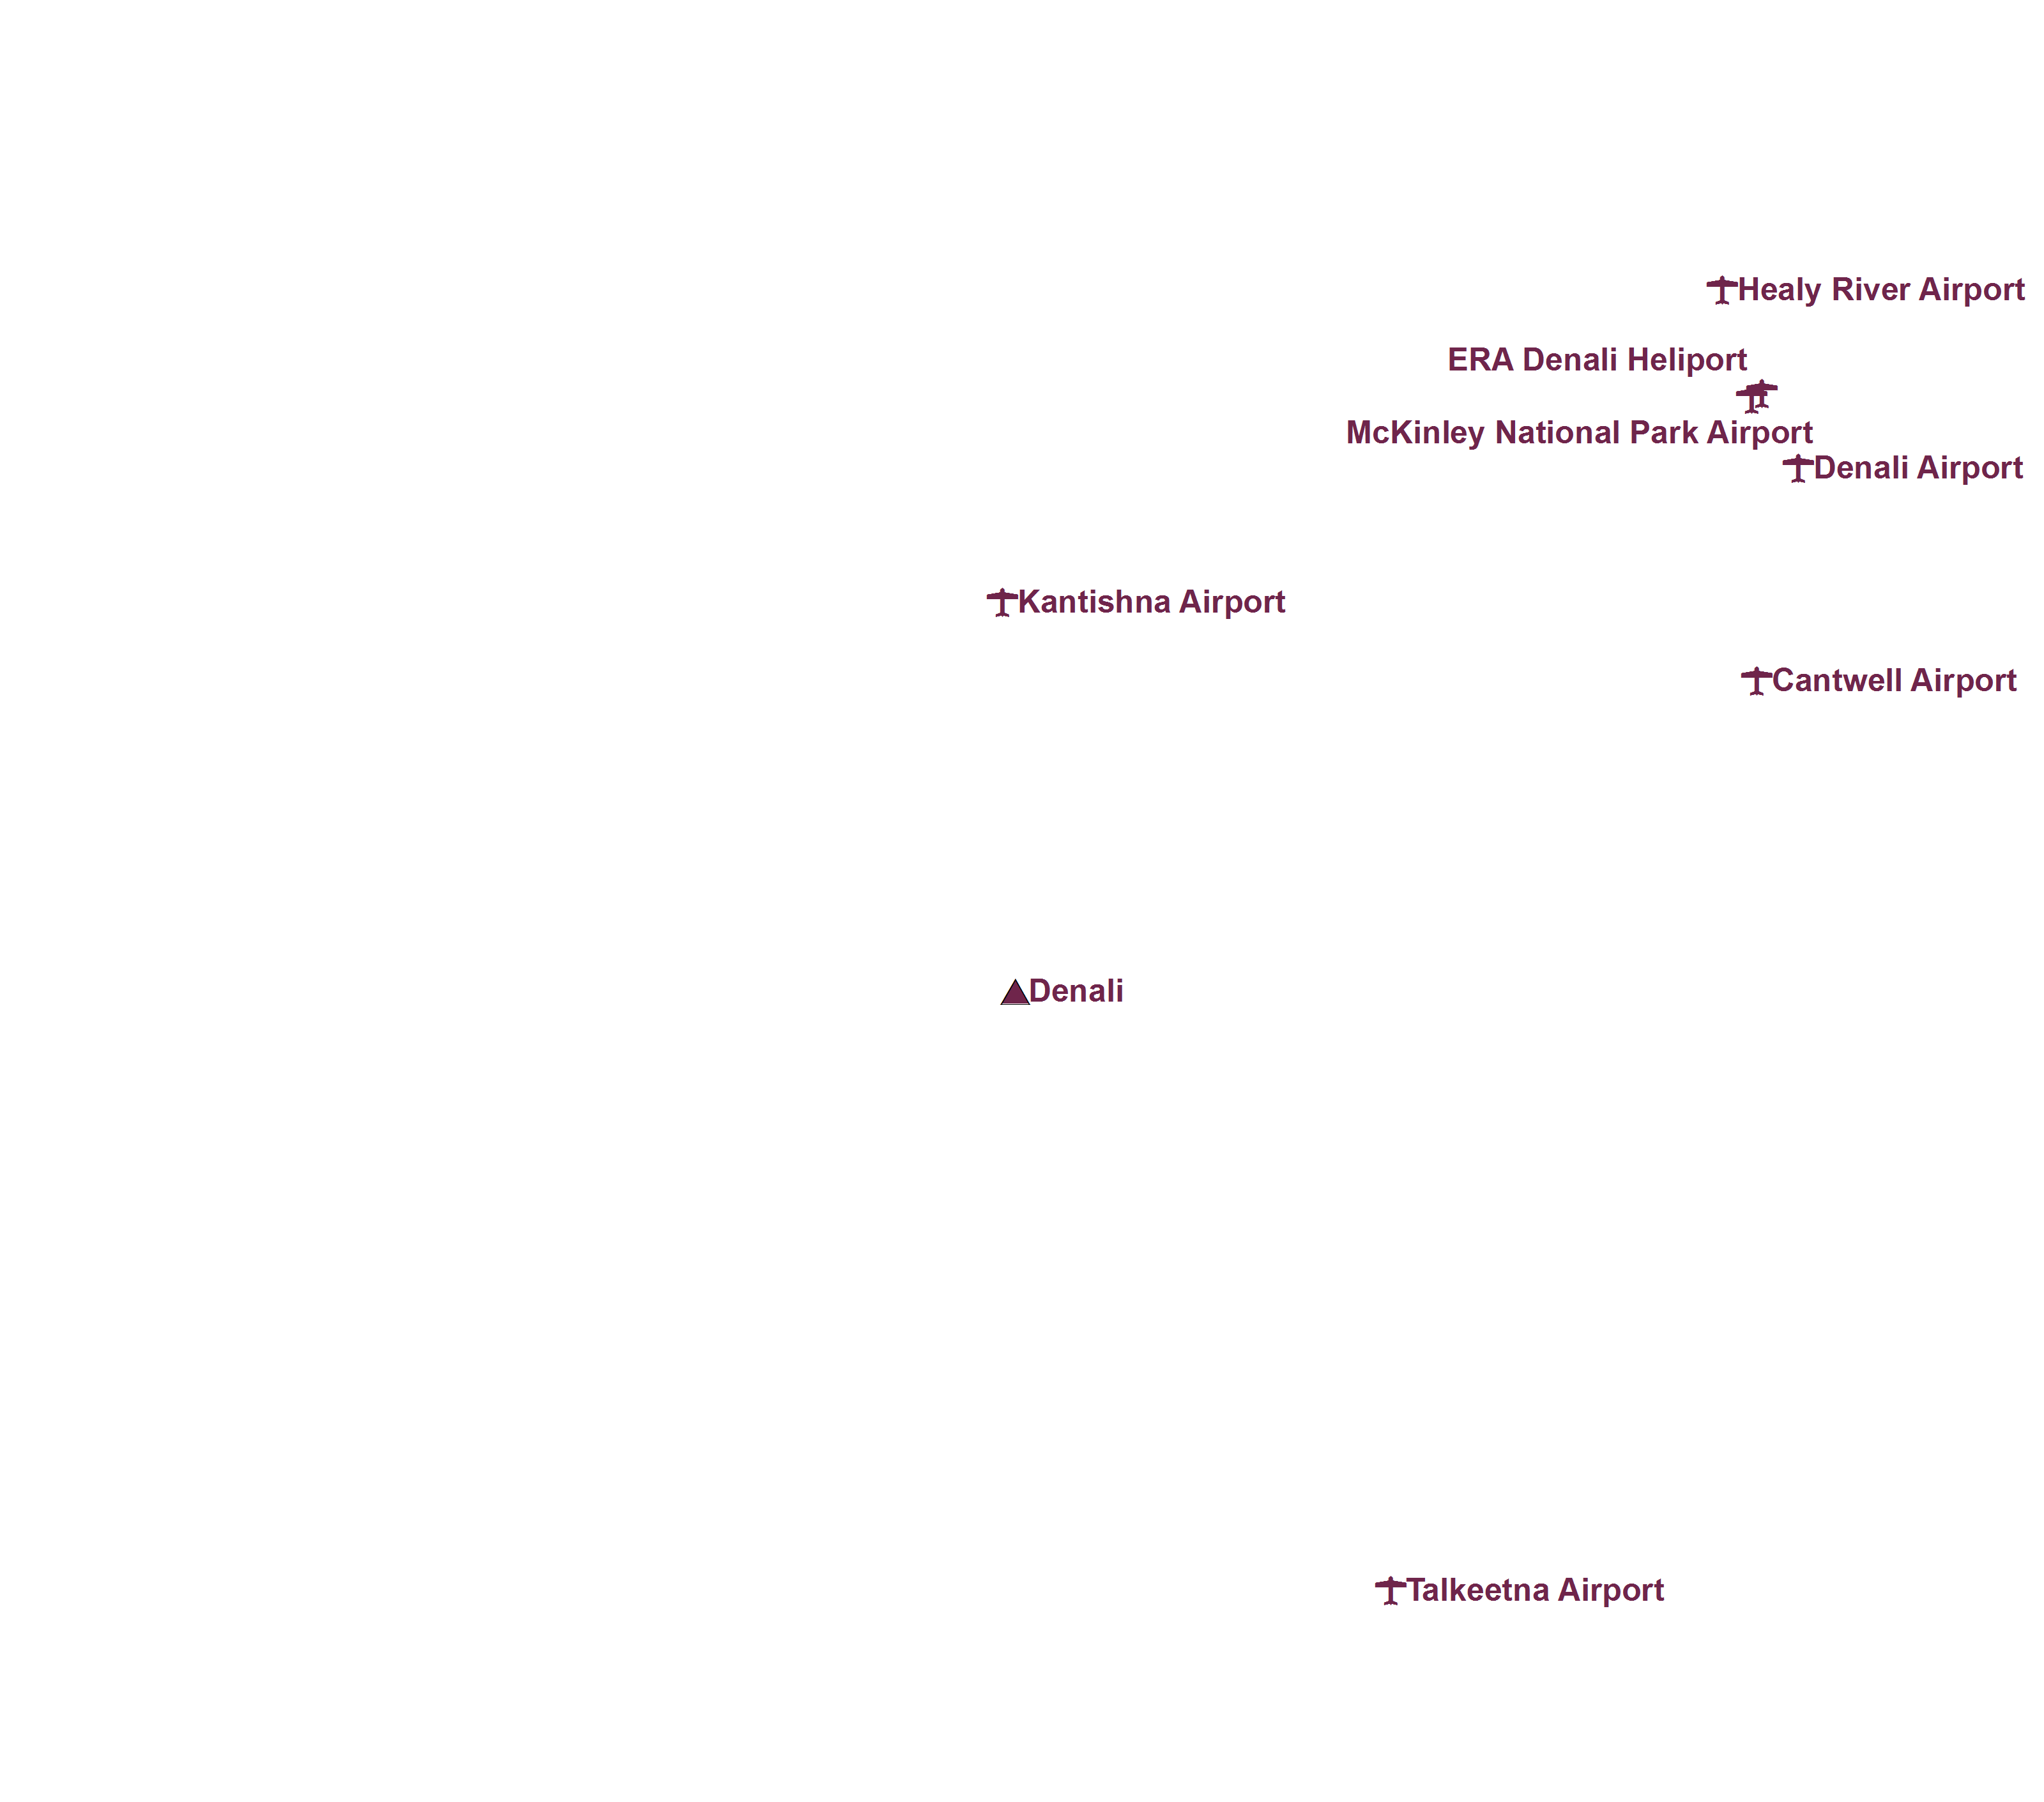 Healy River Airport
ERA Denali Heliport
McKinley National Park Airport
Denali Airport
Kantishna Airport
Cantwell Airport
Denali
Talkeetna Airport